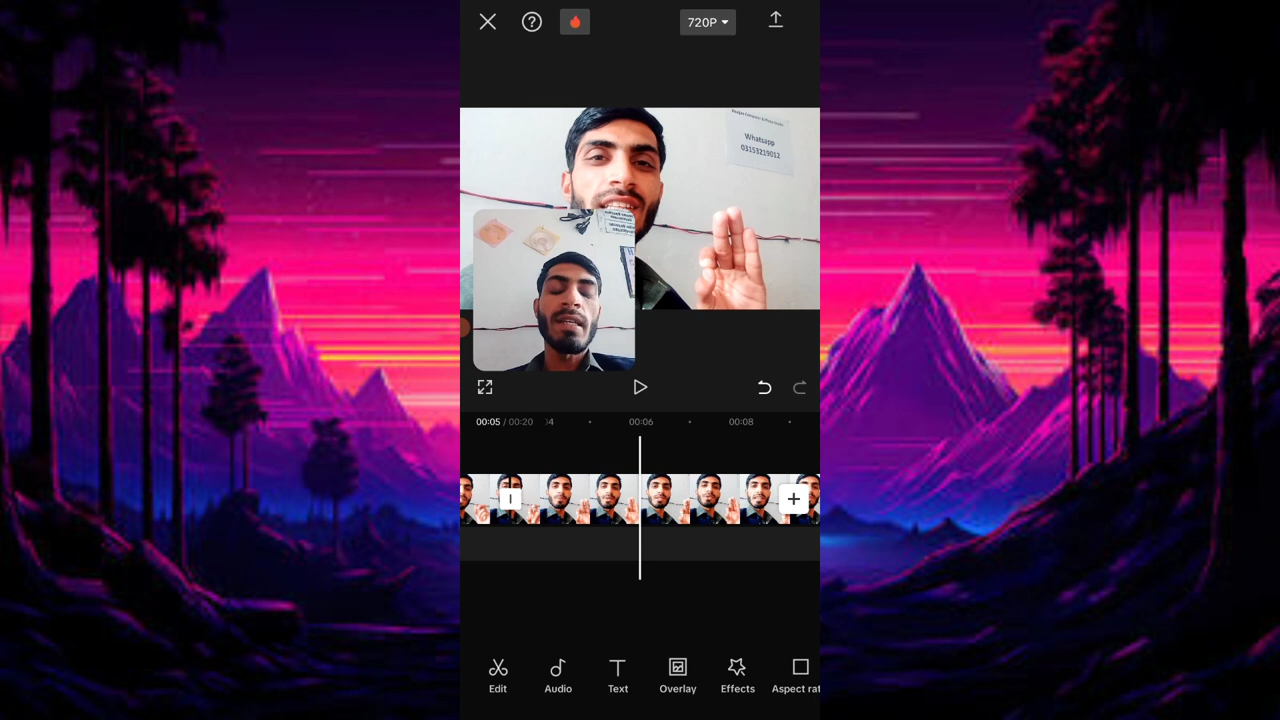 720P
Whatsapp
03153219012
00:05 / 00:20
00:06
00:08
Edit
Audio
Text
Overlay
Effects
Aspect rat